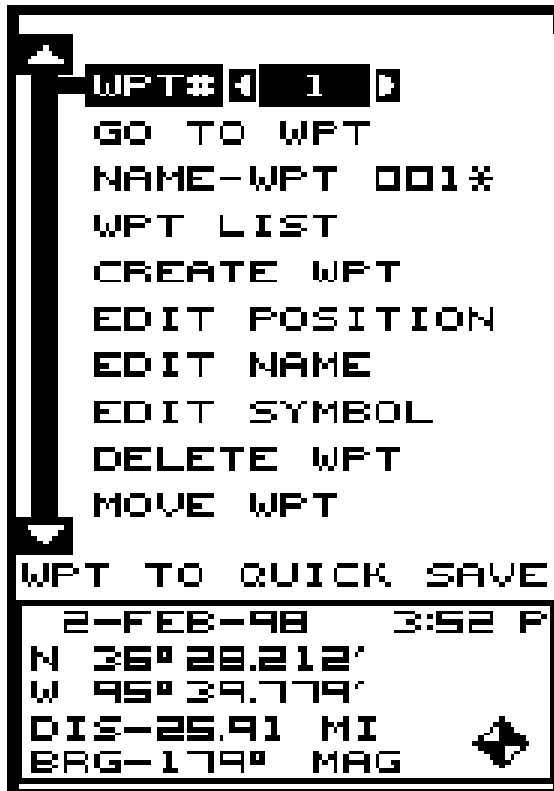 WPT# 1
GO TO WPT
NAME-WPT 001*
WPT LIST
CREATE WPT
EDIT POSITION
EDIT NAME
EDIT SYMBOL
DELETE WPT
MOVE WPT
WPT TO QUICK SAVE
2-FEB-98 3:52 P
N 36° 28.212'
W 95° 39.779'
DIS-25.91 MI
BRG-179° MAG